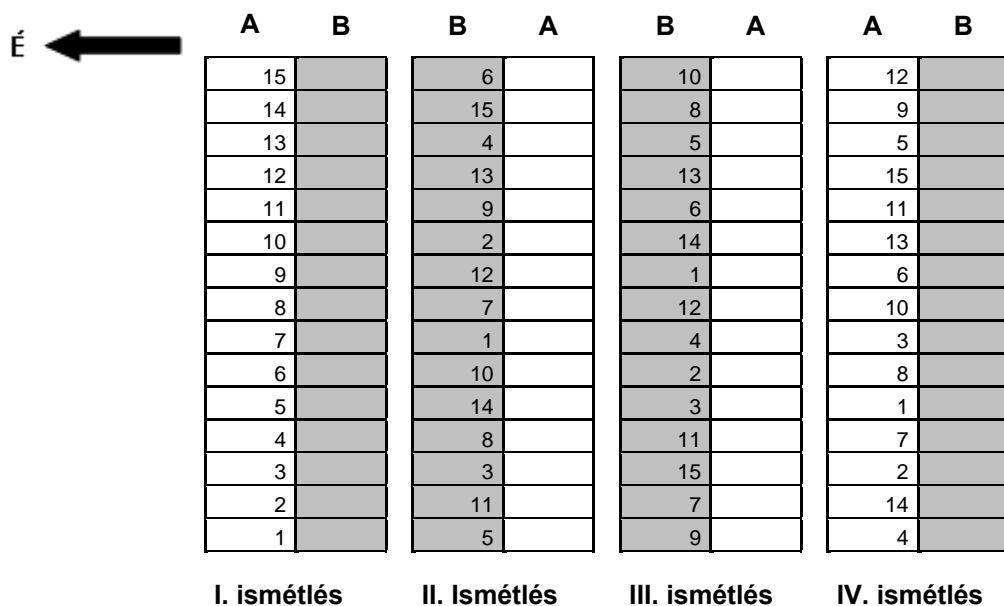 A B B A B A A B
É
15 6 10 12
14 15 8 9
13 4 5 5
12 13 13 15
11 9 6 11
10 2 14 13
9 12 1 6
8 7 12 10
7 1 4 3
6 10 2 8
5 14 3 1
4 8 11 7
3 3 15 2
2 11 7 14
1 5 9 4
I. ismétlés II. Ismétlés III. ismétlés IV. ismétlés